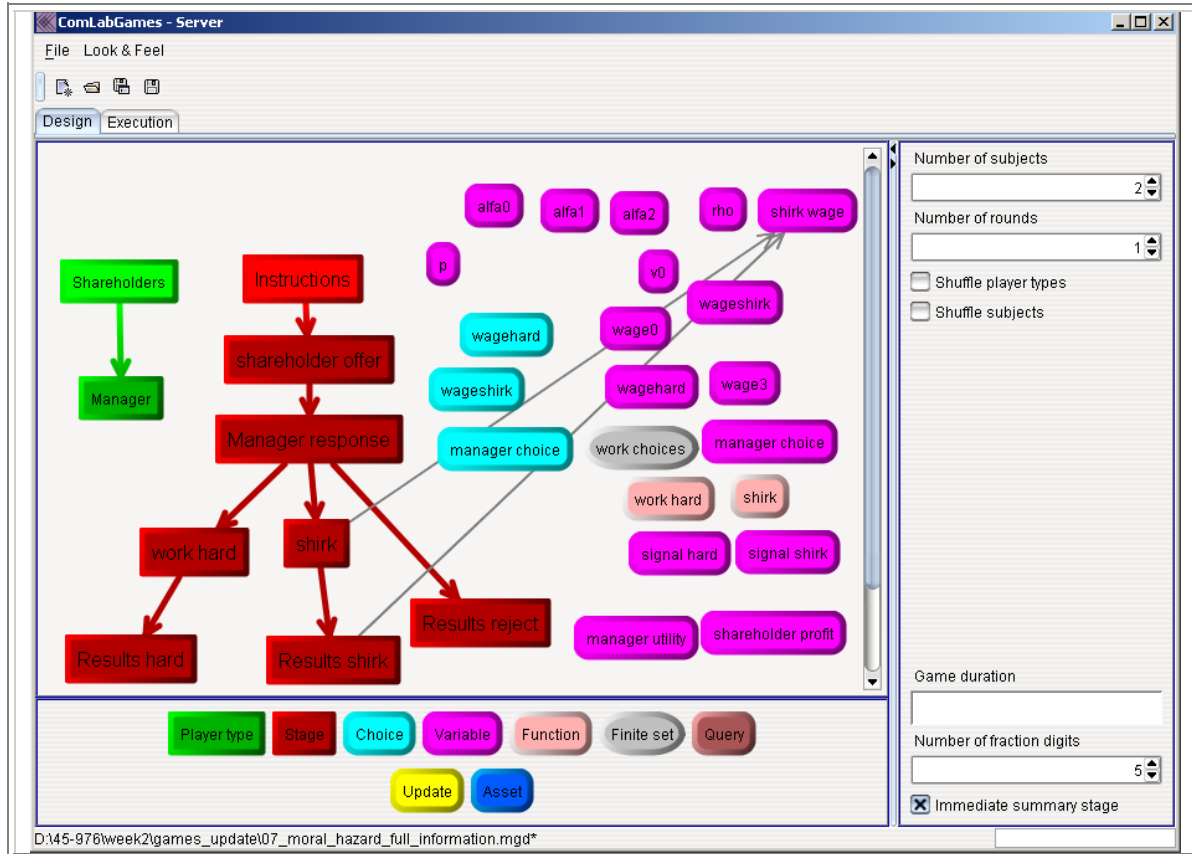 ComLabGames - Server
File Look & Feel
Design Execution
alfa0
alfa1
alfa2
rho
shirk wage
p
v0
Shareholders
Instructions
wageshirk
wagehard
wage0
shareholder offer
Manager
wageshirk
wagehard
wage3
Manager response
manager choice
work choices
manager choice
work hard
shirk
work hard
shirk
signal hard
signal shirk
Results hard
Results shirk
Results reject
manager utility
shareholder profit
Player type
Stage
Choice
Variable
Function
Finite set
Query
Update
Asset
Number of subjects
2
Number of rounds
1
Shuffle player types
Shuffle subjects
Game duration
Number of fraction digits
5
Immediate summary stage
D:\45-976\week2\games_update\07_moral_hazard_full_information.mgd*